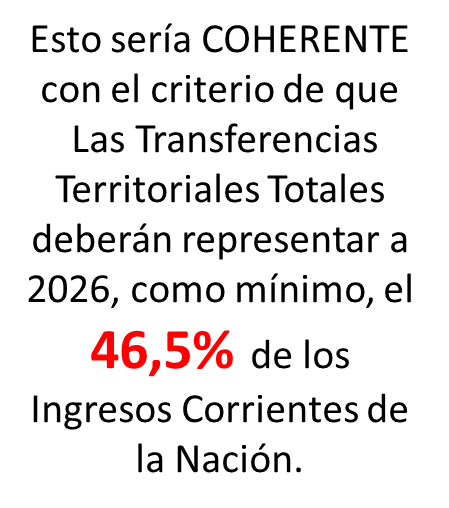 Esto sería COHERENTE
con el criterio de que
Las Transferencias
Territoriales Totales
deberán representar a
2026, como mínimo, el
46,5% de los
Ingresos Corrientes de
la Nación.